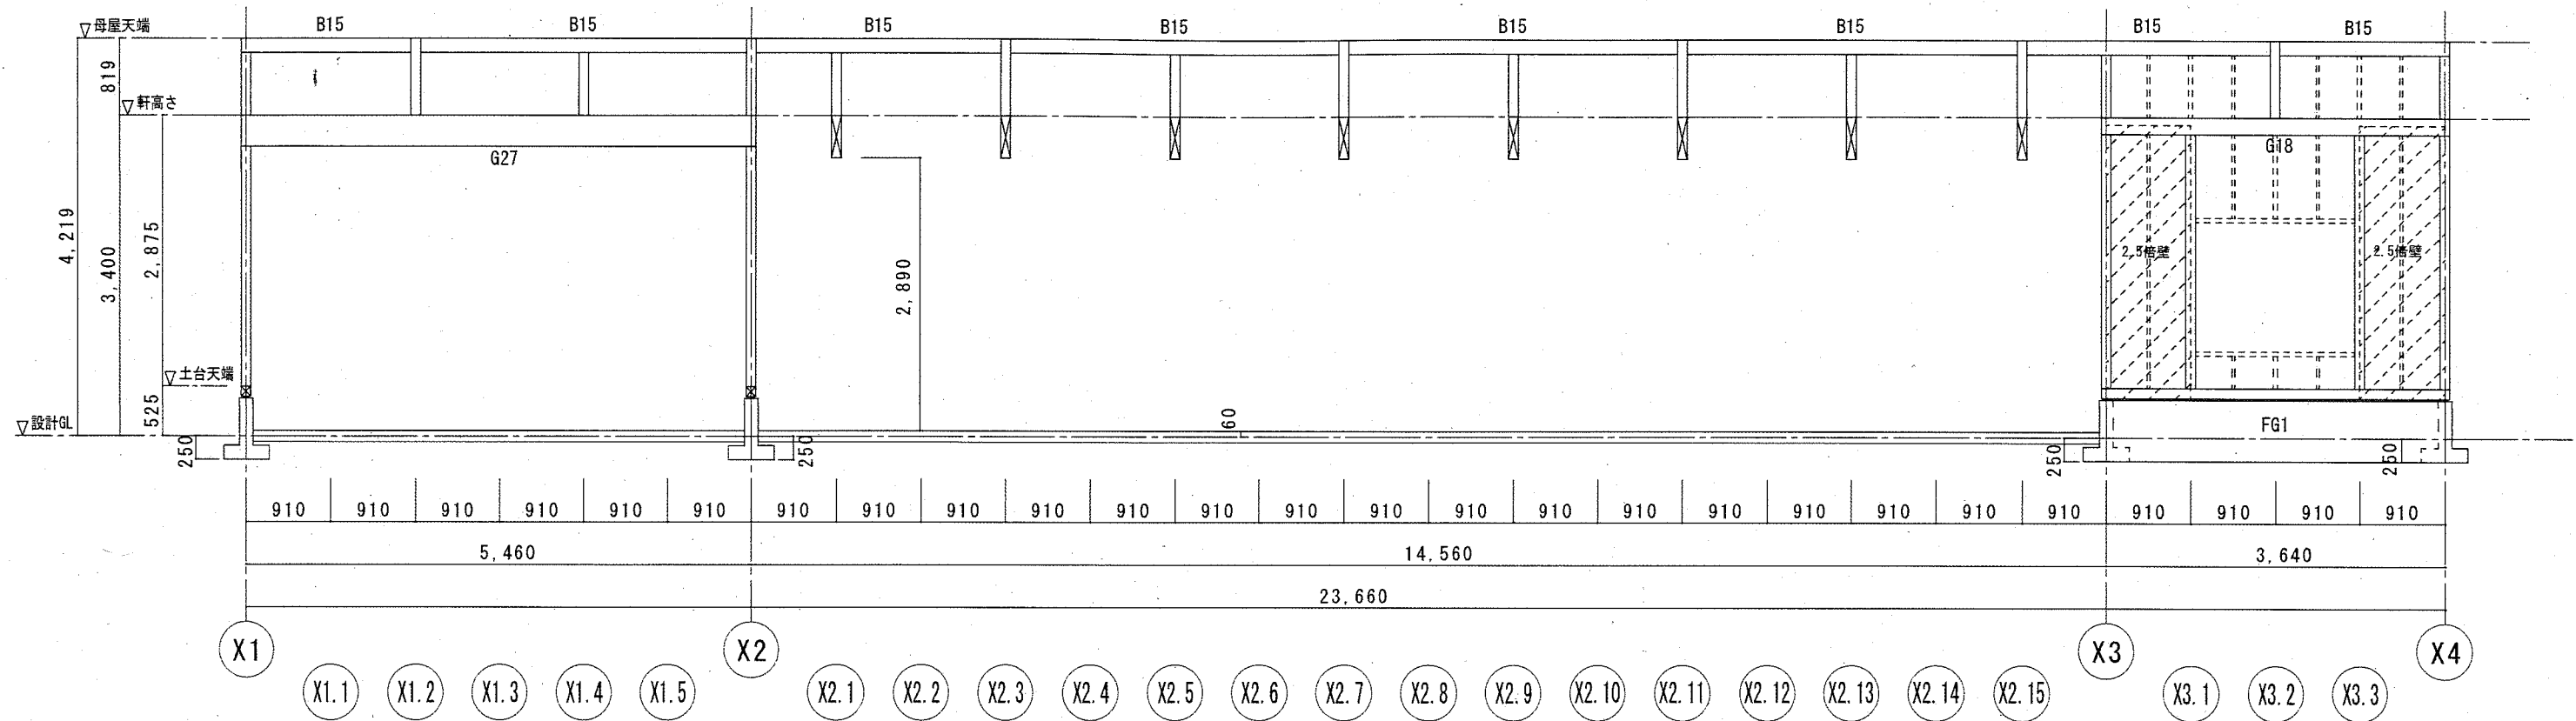 母屋天端
B15 B15 B15 B15 B15 B15 B15 B15
819
軒高さ
G27
G18
4,219
3,400
2,875
2,890
2.5倍壁 2.5倍壁
土台天端
525
設計GL
60
FG1
250 250 250 250
910 910 910 910 910 910 910 910 910 910 910 910 910 910 910 910 910 910 910 910 910 910 910 910 910 910
5,460 14,560 3,640
23,660
X1 X2 X3 X4
X1.1 X1.2 X1.3 X1.4 X1.5 X2.1 X2.2 X2.3 X2.4 X2.5 X2.6 X2.7 X2.8 X2.9 X2.10 X2.11 X2.12 X2.13 X2.14 X2.15 X3.1 X3.2 X3.3